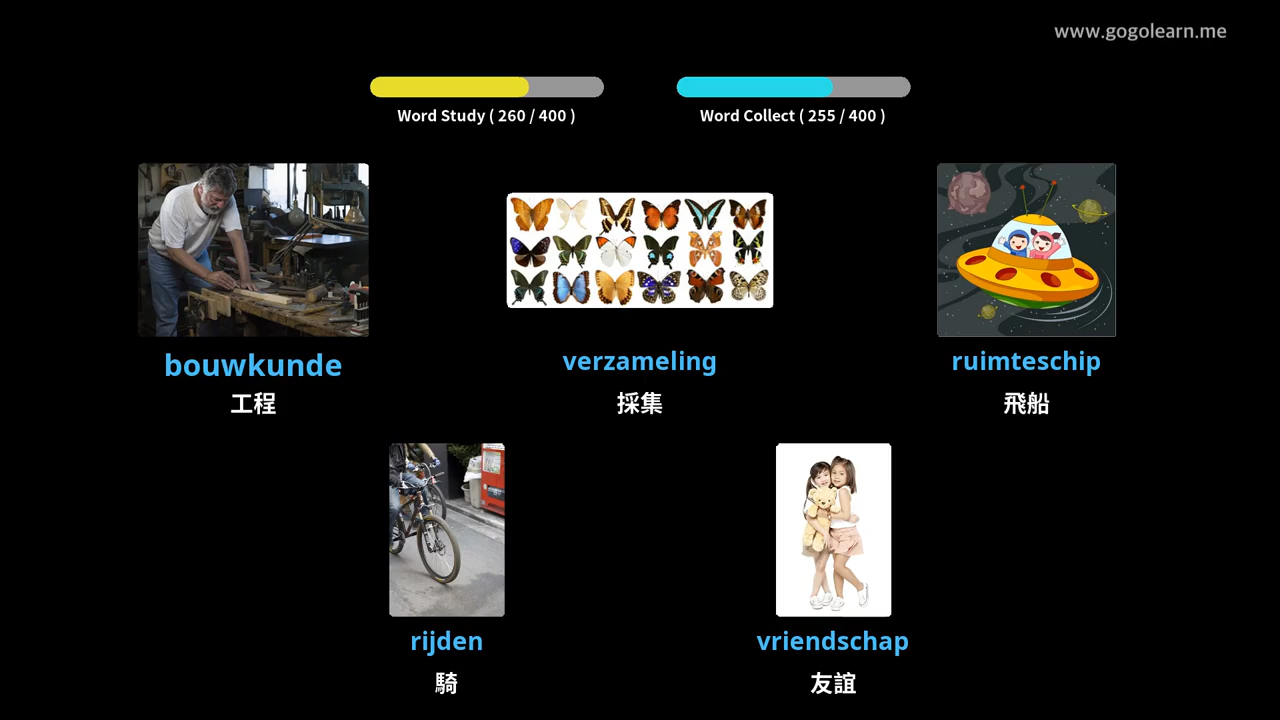 www.gogolearn.me
Word Study ( 260 / 400 )
Word Collect ( 255 / 400 )
bouwkunde
工程
verzameling
採集
ruimteschip
飛船
rijden
騎
vriendschap
友誼